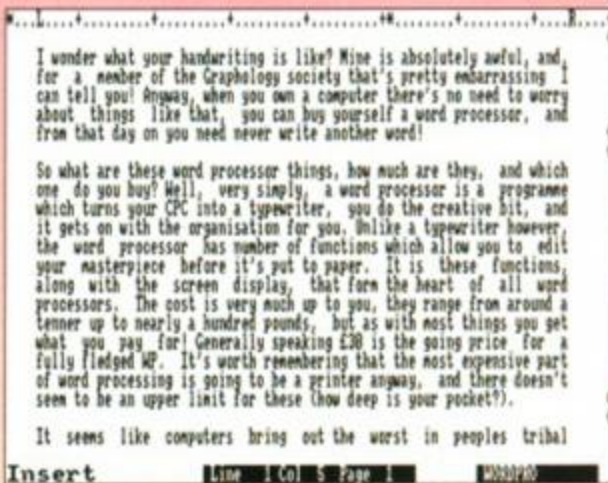 I wonder what your handwriting is like? Mine is absolutely awful, and,
for a member of the Graphology society that's pretty embarrassing I
can tell you! Anyway, when you own a computer there's no need to worry
about things like that, you can buy yourself a word processor, and
from that day on you need never write another word!
So what are these word processor things, how much are they, and which
one do you buy? Well, very simply, a word processor is a programme
which turns your CPC into a typewriter, you do the creative bit, and
it gets on with the organisation for you. Unlike a typewriter however,
the word processor has number of functions which allow you to edit
your masterpiece before it's put to paper. It is these functions,
along with the screen display, that form the heart of all word
processors. The cost is very much up to you, they range from around a
tenner up to nearly a hundred pounds, but as with most things you get
what you pay for! Generally speaking £30 is the going price for a
fully fledged WP. It's worth remembering that the most expensive part
of word processing is going to be a printer anyway, and there doesn't
seem to be an upper limit for these (how deep is your pocket?).
It seems like computers bring out the worst in peoples tribal
Insert Line 1 Col 5 Page 1 WORDPRO